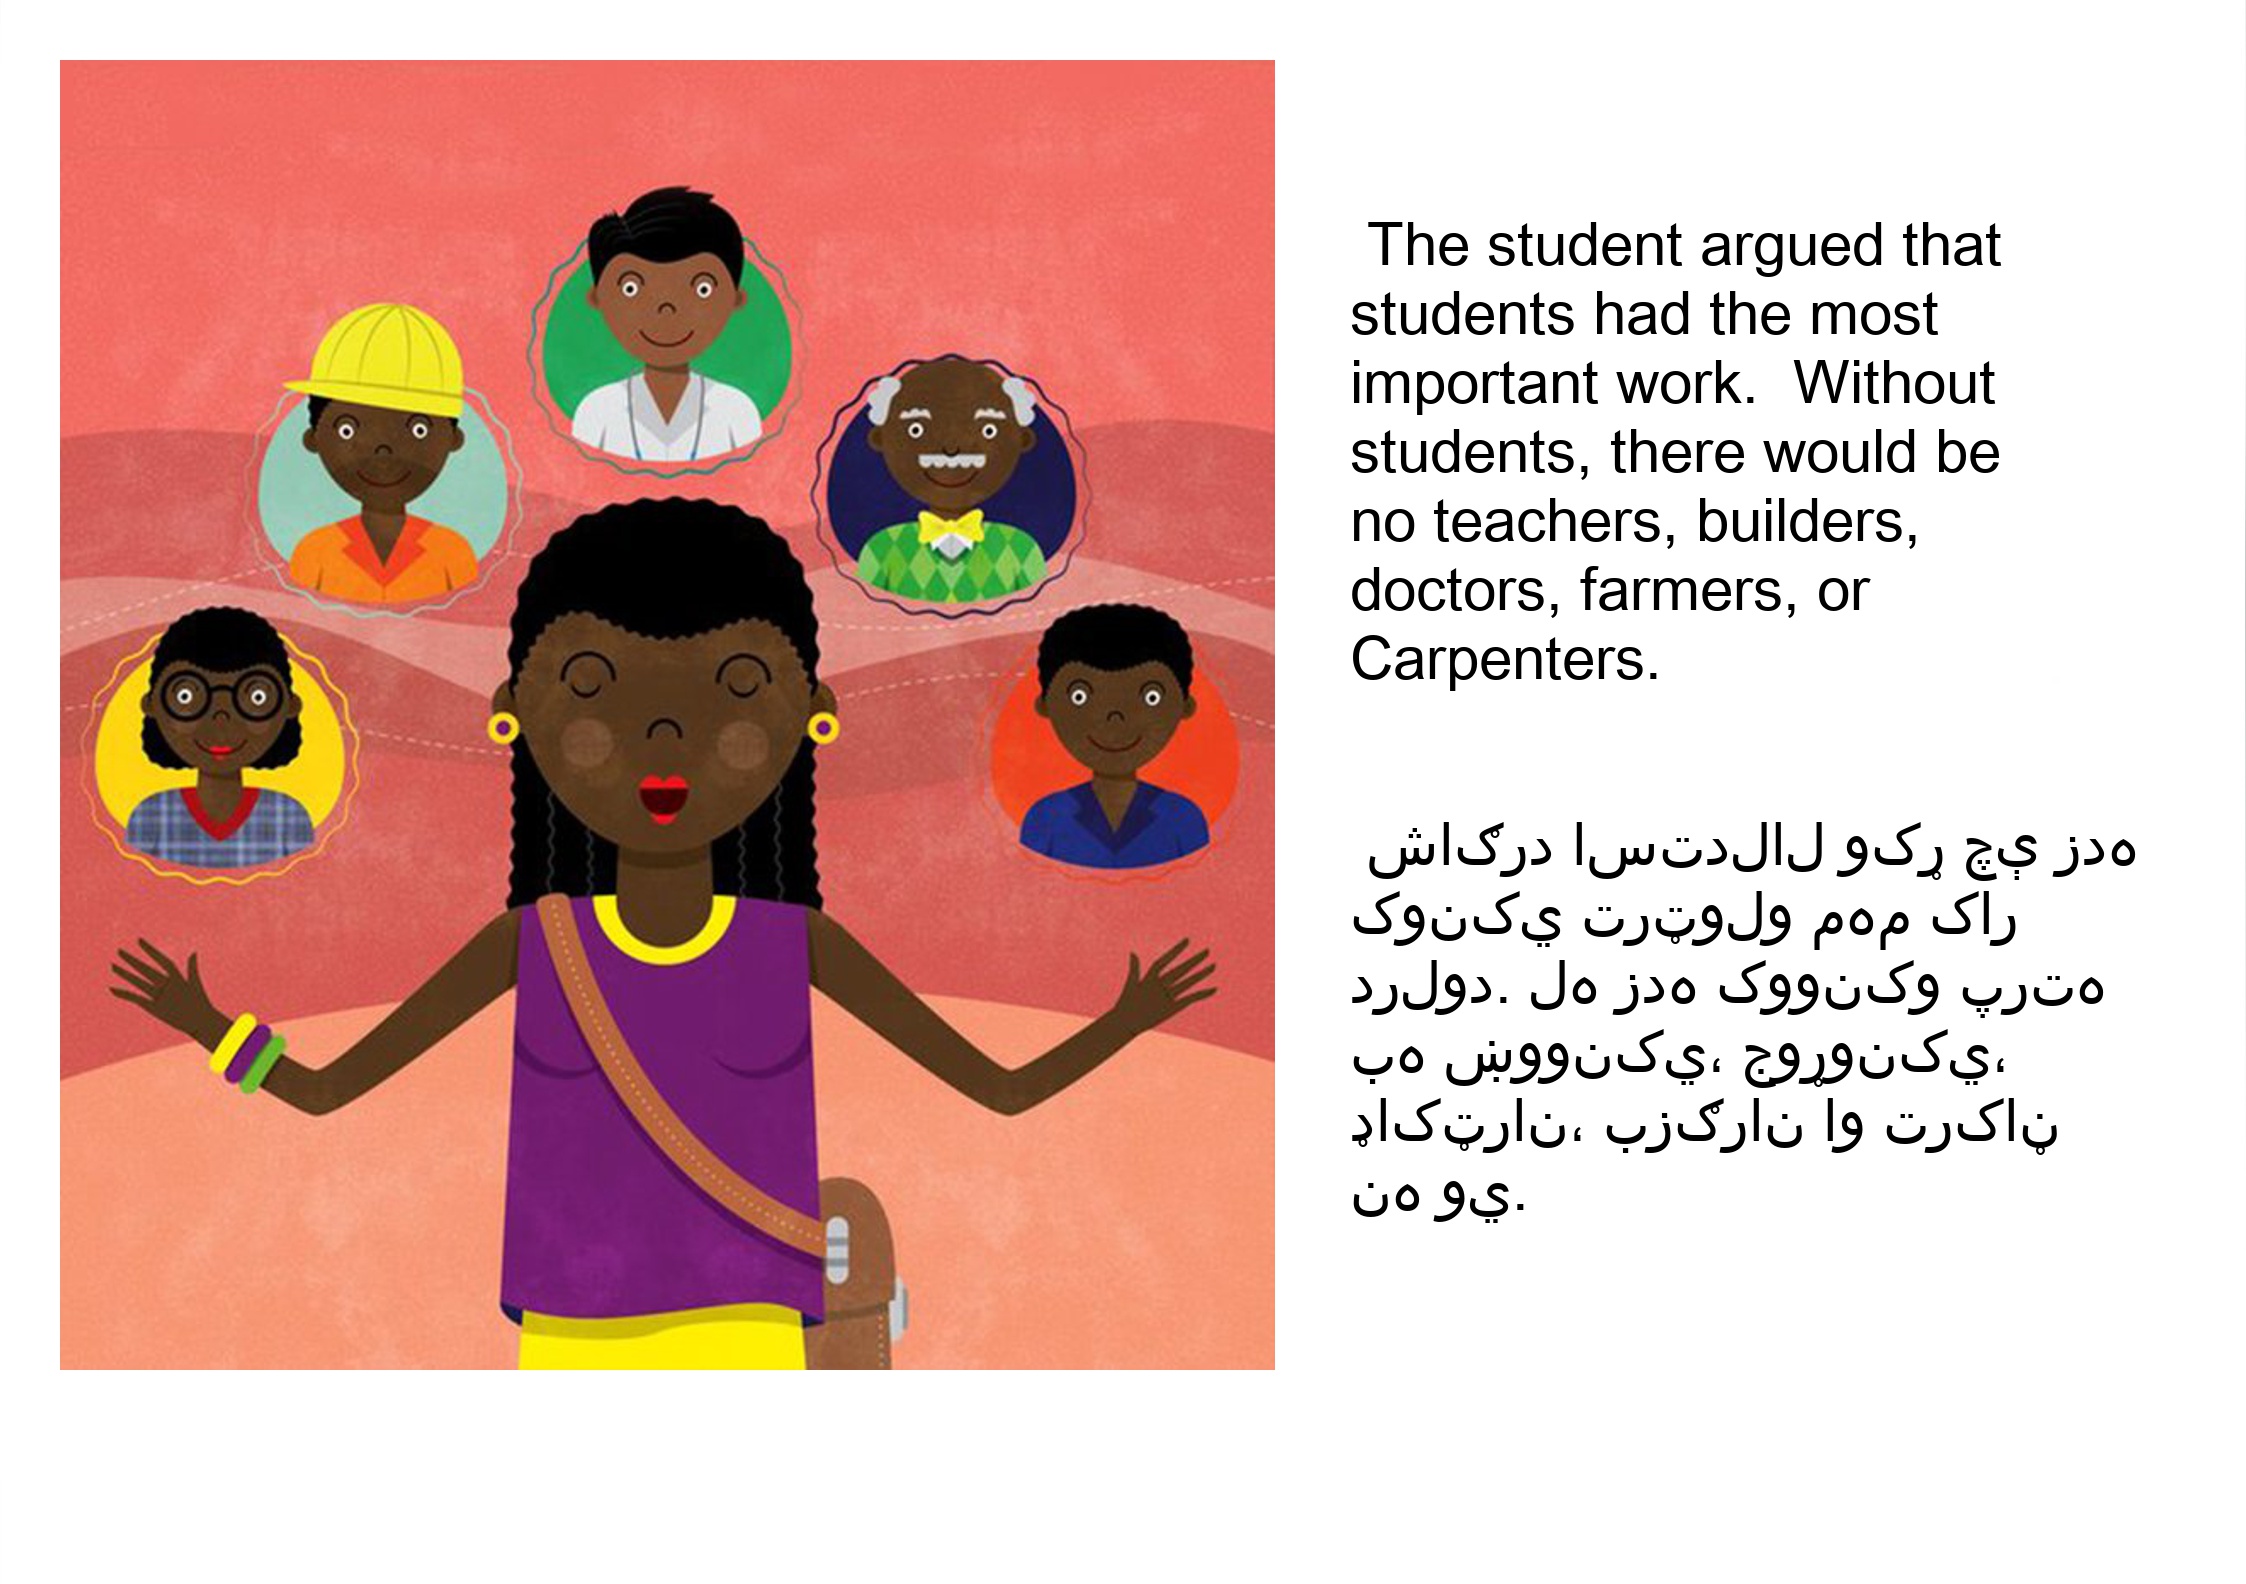 The student argued that
students had the most
important work.  Without
students, there would be
no teachers, builders,
doctors, farmers, or
Carpenters.
شاګرد استدلال وکړ چې زده
کونکي ترټولو مهم کار
درلود. له زده کوونکو پرته
به ښوونکي، جوړونکي،
ډاکټران، بزګران او ترکاڼ
نه وي.